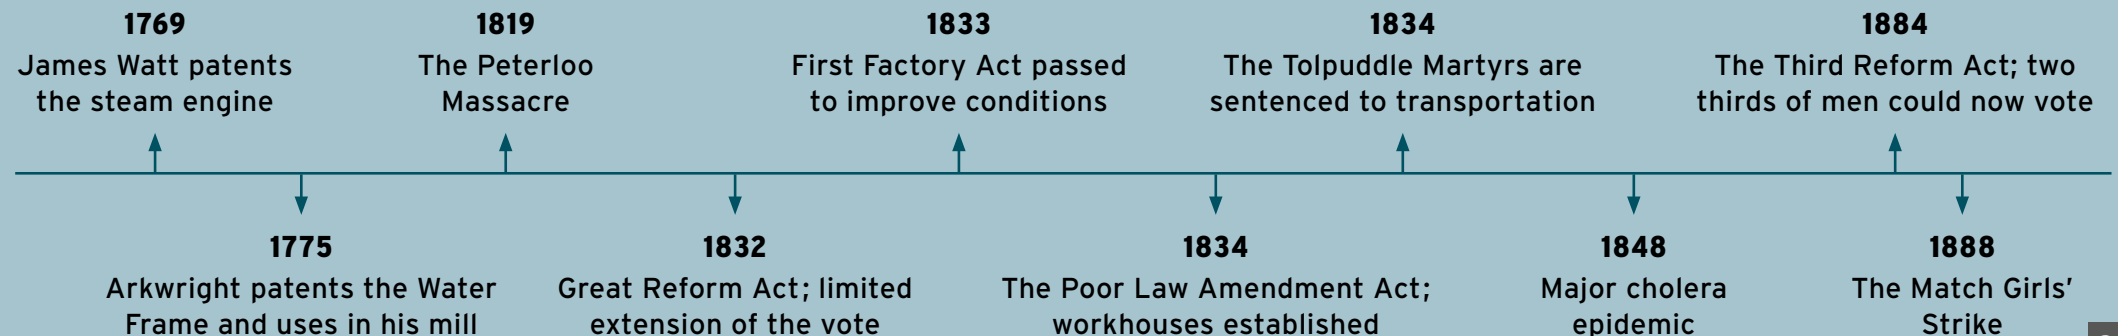 1769
James Watt patents
the steam engine
1819
The Peterloo
Massacre
1833
First Factory Act passed
to improve conditions
1834
The Tolpuddle Martyrs are
sentenced to transportation
1884
The Third Reform Act; two
thirds of men could now vote
1775
Arkwright patents the Water
Frame and uses in his mill
1832
Great Reform Act; limited
extension of the vote
1834
The Poor Law Amendment Act;
workhouses established
1848
Major cholera
epidemic
1888
The Match Girls’
Strike